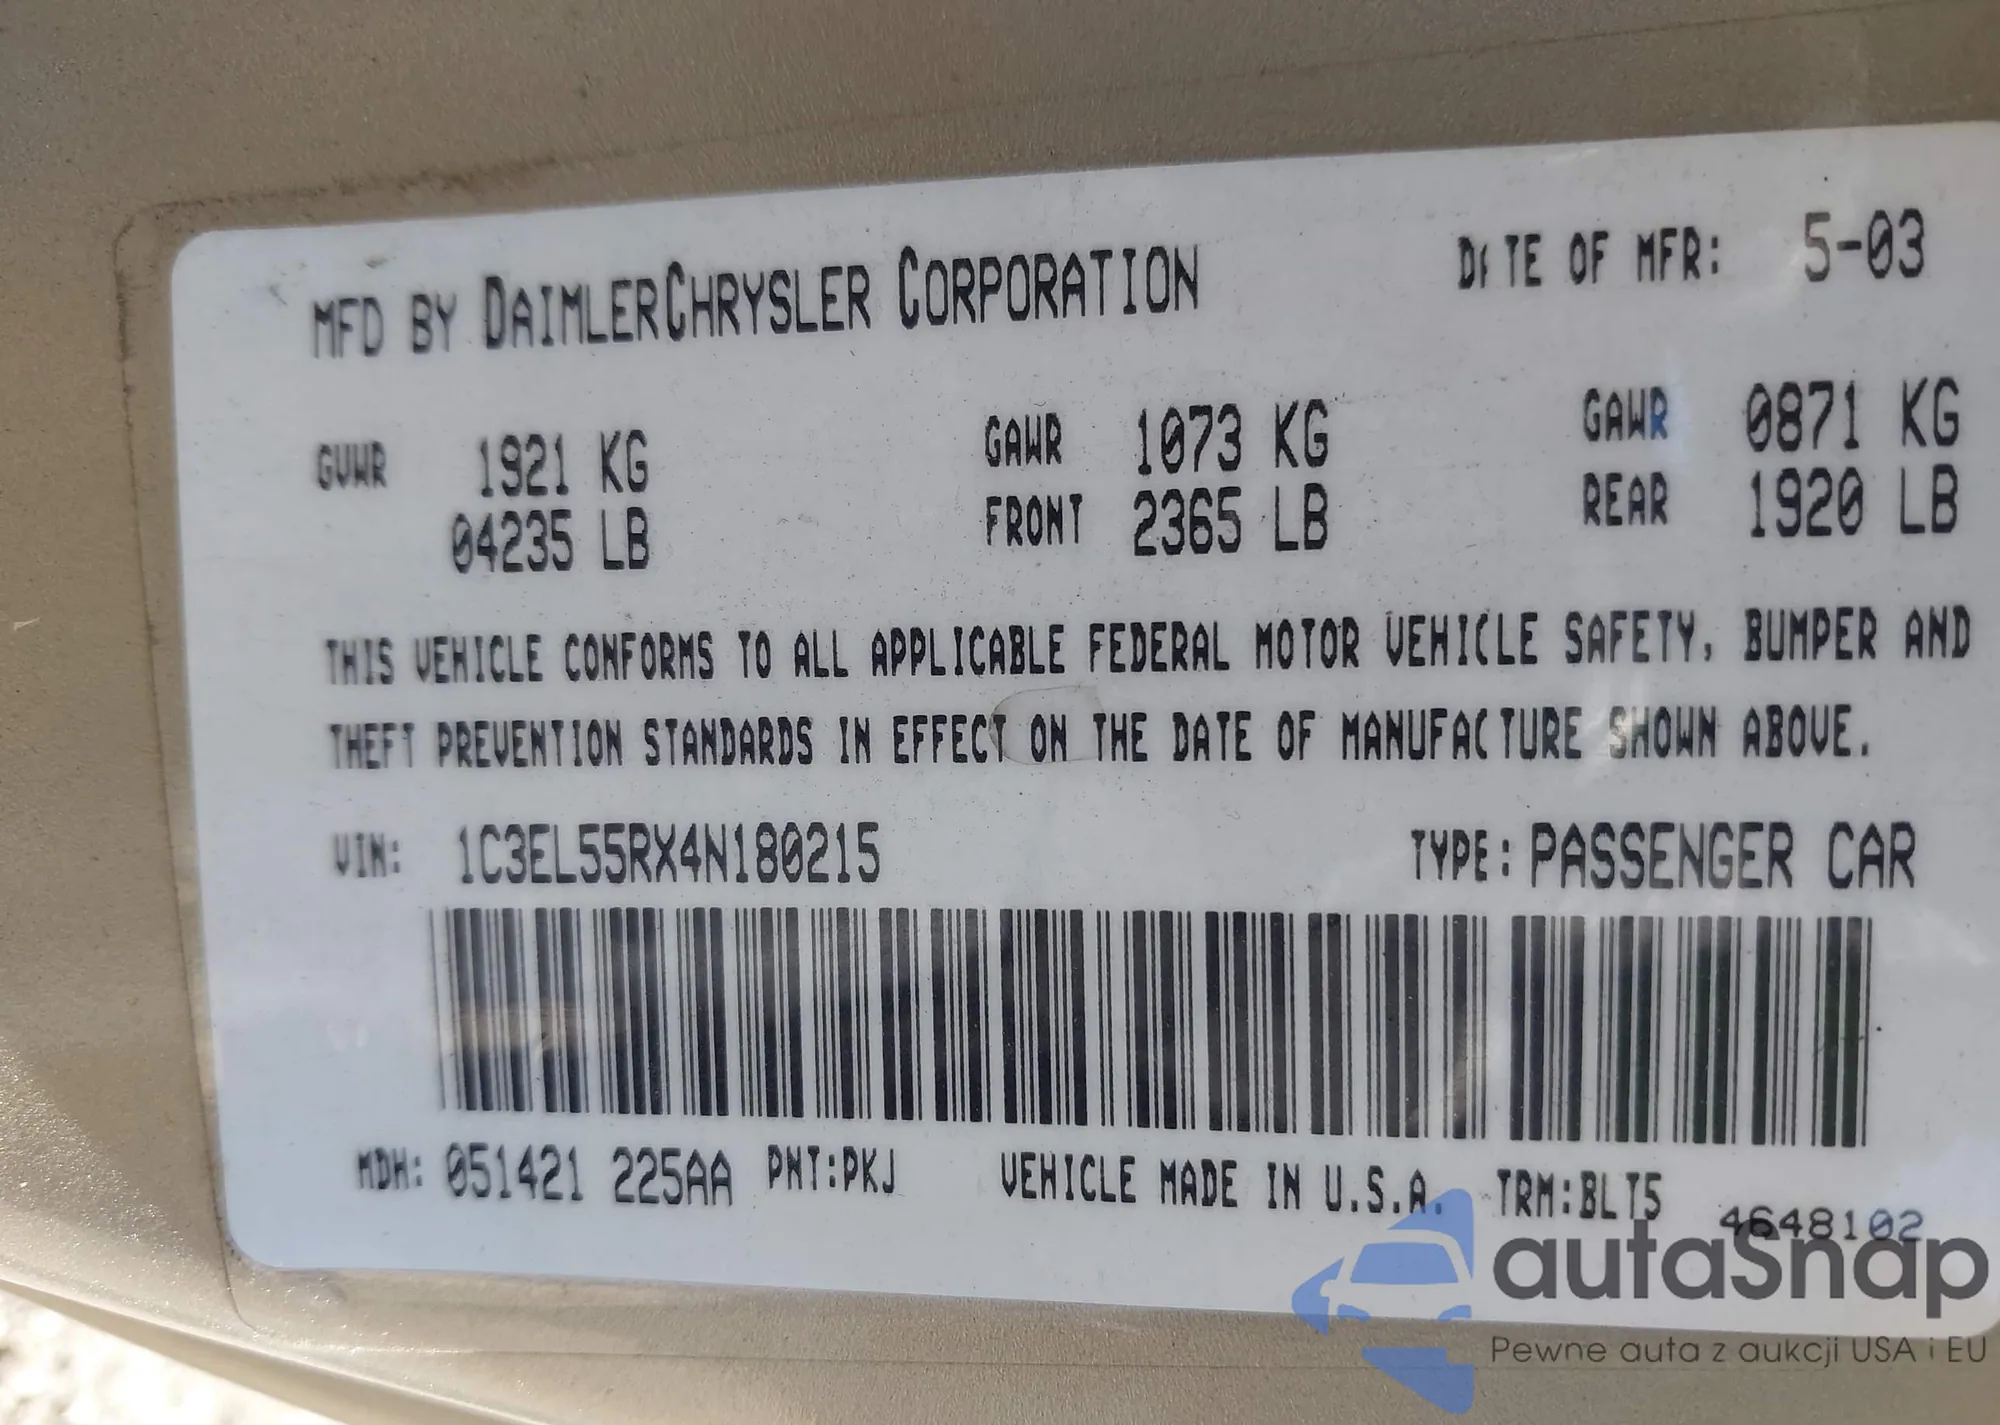 MFD BY DAIMLERCHRYSLER CORPORATION DATE OF MFR: 5-03
GVWR 1921 KG GAWR 1073 KG GAWR 0871 KG
04235 LB FRONT 2365 LB REAR 1920 LB
THIS VEHICLE CONFORMS TO ALL APPLICABLE FEDERAL MOTOR VEHICLE SAFETY, BUMPER AND
THEFT PREVENTION STANDARDS IN EFFECT ON THE DATE OF MANUFACTURE SHOWN ABOVE.
VIN: 1C3EL55RX4N180215 TYPE: PASSENGER CAR
MDH: 051421 225AA PNT:PKJ VEHICLE MADE IN U.S.A. TRM:BLT5
4648102
autaSnap
Pewne auta z aukcji USA i EU